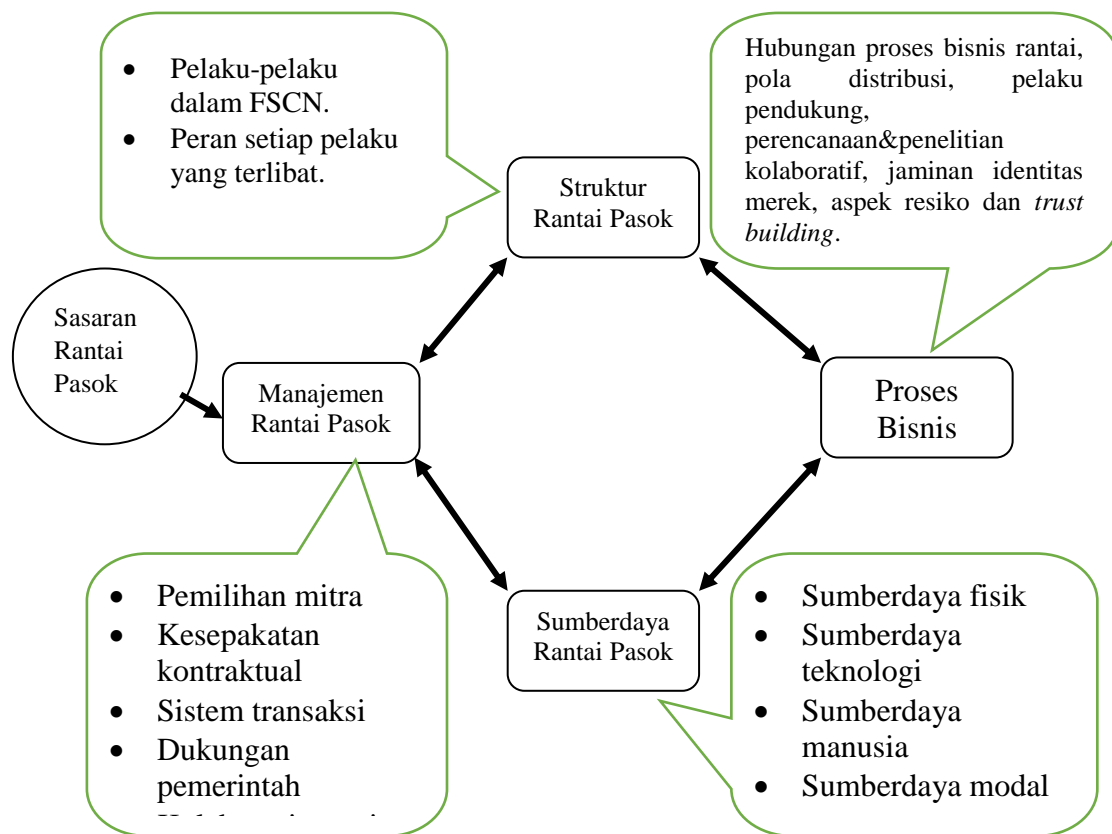 • Pelaku-pelaku
dalam FSCN.
• Peran setiap pelaku
yang terlibat.
Hubungan proses bisnis rantai,
pola distribusi, pelaku
pendukung,
perencanaan&penelitian
kolaboratif, jaminan identitas
merek, aspek resiko dan trust
building.
Struktur
Rantai Pasok
Sasaran
Rantai
Pasok
Manajemen
Rantai Pasok
Proses
Bisnis
Sumberdaya
Rantai Pasok
• Pemilihan mitra
• Kesepakatan
kontraktual
• Sistem transaksi
• Dukungan
pemerintah
• Sumberdaya fisik
• Sumberdaya
teknologi
• Sumberdaya
manusia
• Sumberdaya modal